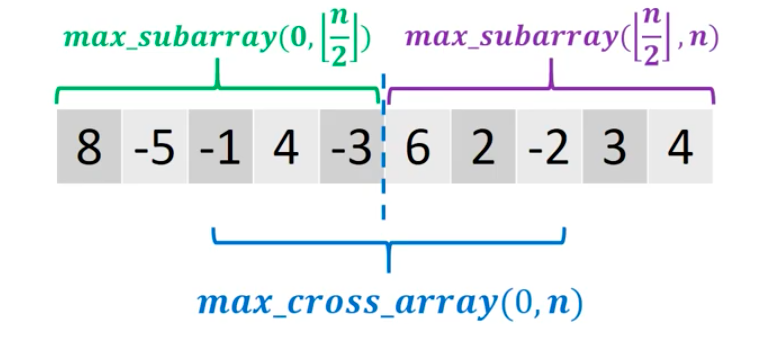 max_subarray(0,⌊n/2⌋) max_subarray(⌊n/2⌋,n)
8 -5 -1 4 -3 6 2 -2 3 4
max_cross_array(0,n)